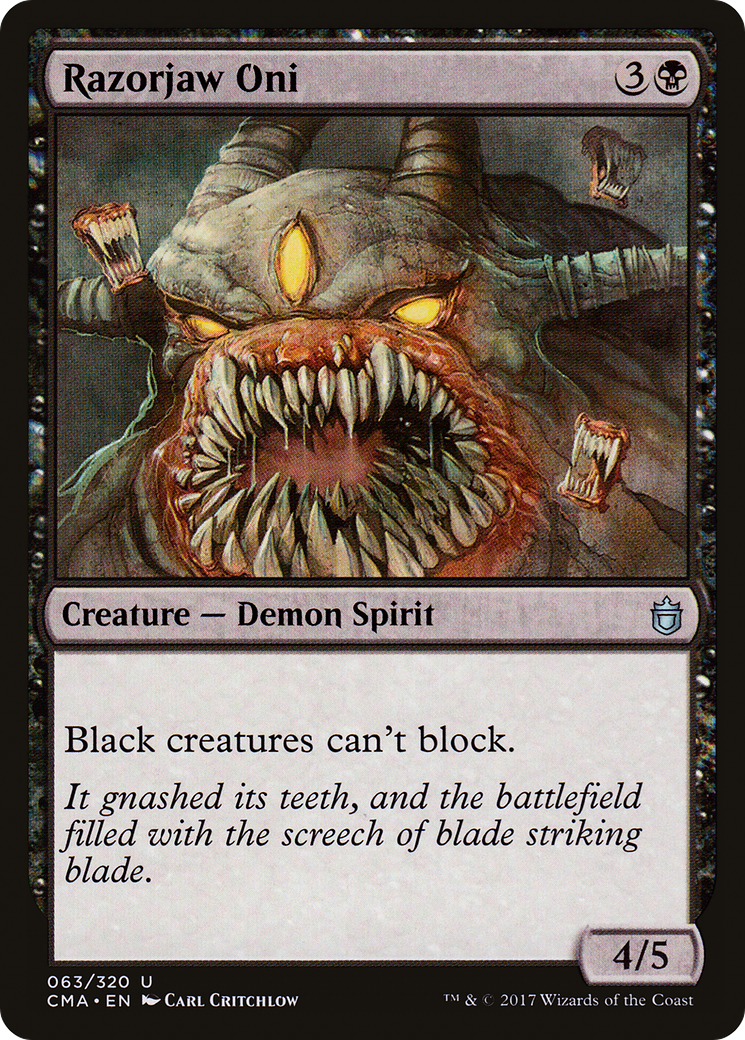 Razorjaw Oni 3
Creature — Demon Spirit
Black creatures can't block.
It gnashed its teeth, and the battlefield
filled with the screech of blade striking
blade.
4/5
063/320 U
CMA • EN Carl Critchlow ™ & © 2017 Wizards of the Coast